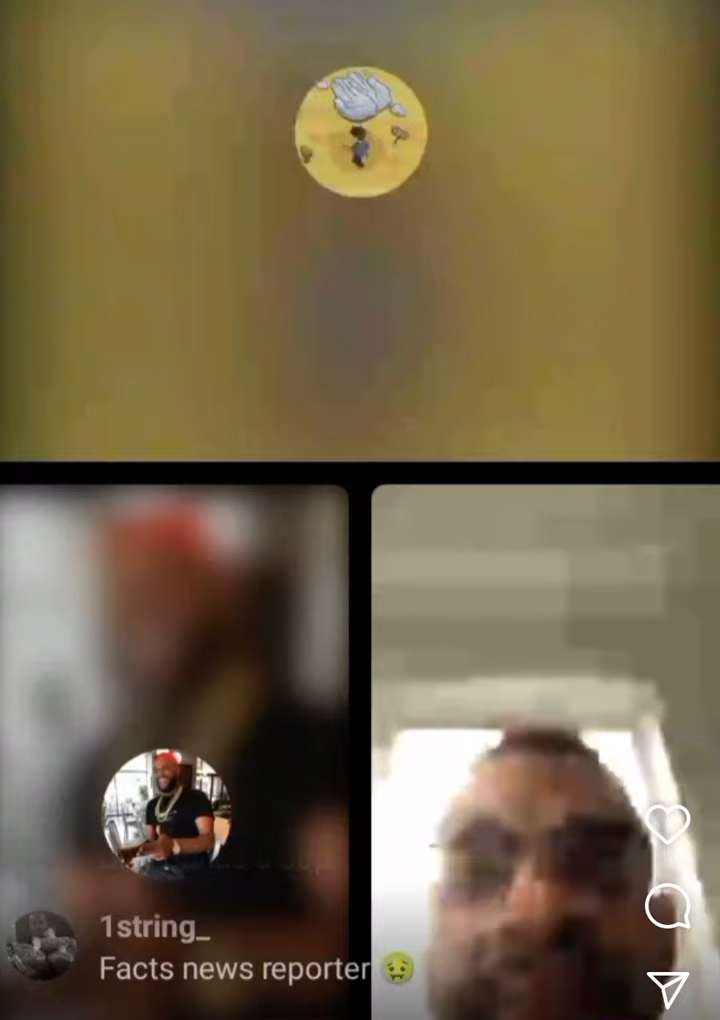 1string_
Facts news reporter 🤢